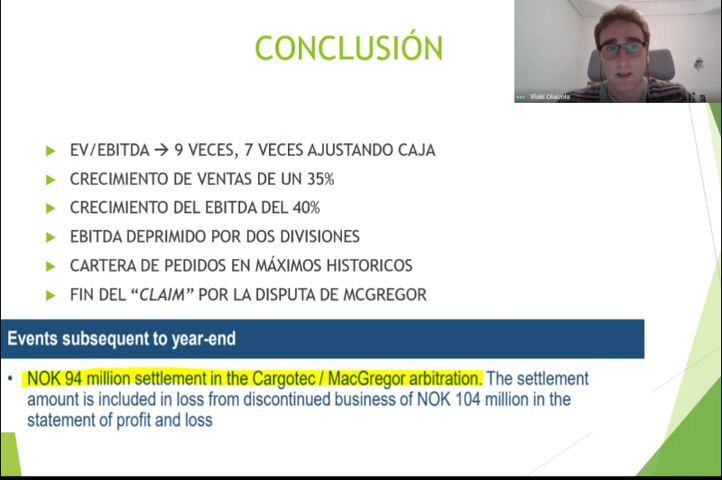 CONCLUSIÓN
Iñaki Olaizola
EV/EBITDA → 9 VECES, 7 VECES AJUSTANDO CAJA
CRECIMIENTO DE VENTAS DE UN 35%
CRECIMIENTO DEL EBITDA DEL 40%
EBITDA DEPRIMIDO POR DOS DIVISIONES
CARTERA DE PEDIDOS EN MÁXIMOS HISTORICOS
FIN DEL “CLAIM” POR LA DISPUTA DE MCGREGOR
Events subsequent to year-end
• NOK 94 million settlement in the Cargotec / MacGregor arbitration. The settlement
amount is included in loss from discontinued business of NOK 104 million in the
statement of profit and loss